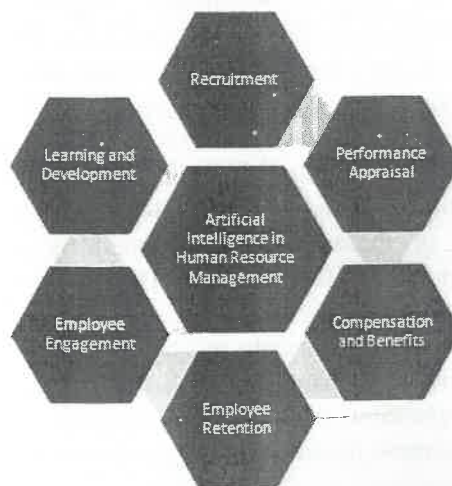 Recruitment
Performance
Appraisal
Compensation
and Benefits
Employee
Retention
Employee
Engagement
Learning and
Development
Artificial
Intelligence in
Human Resource
Management